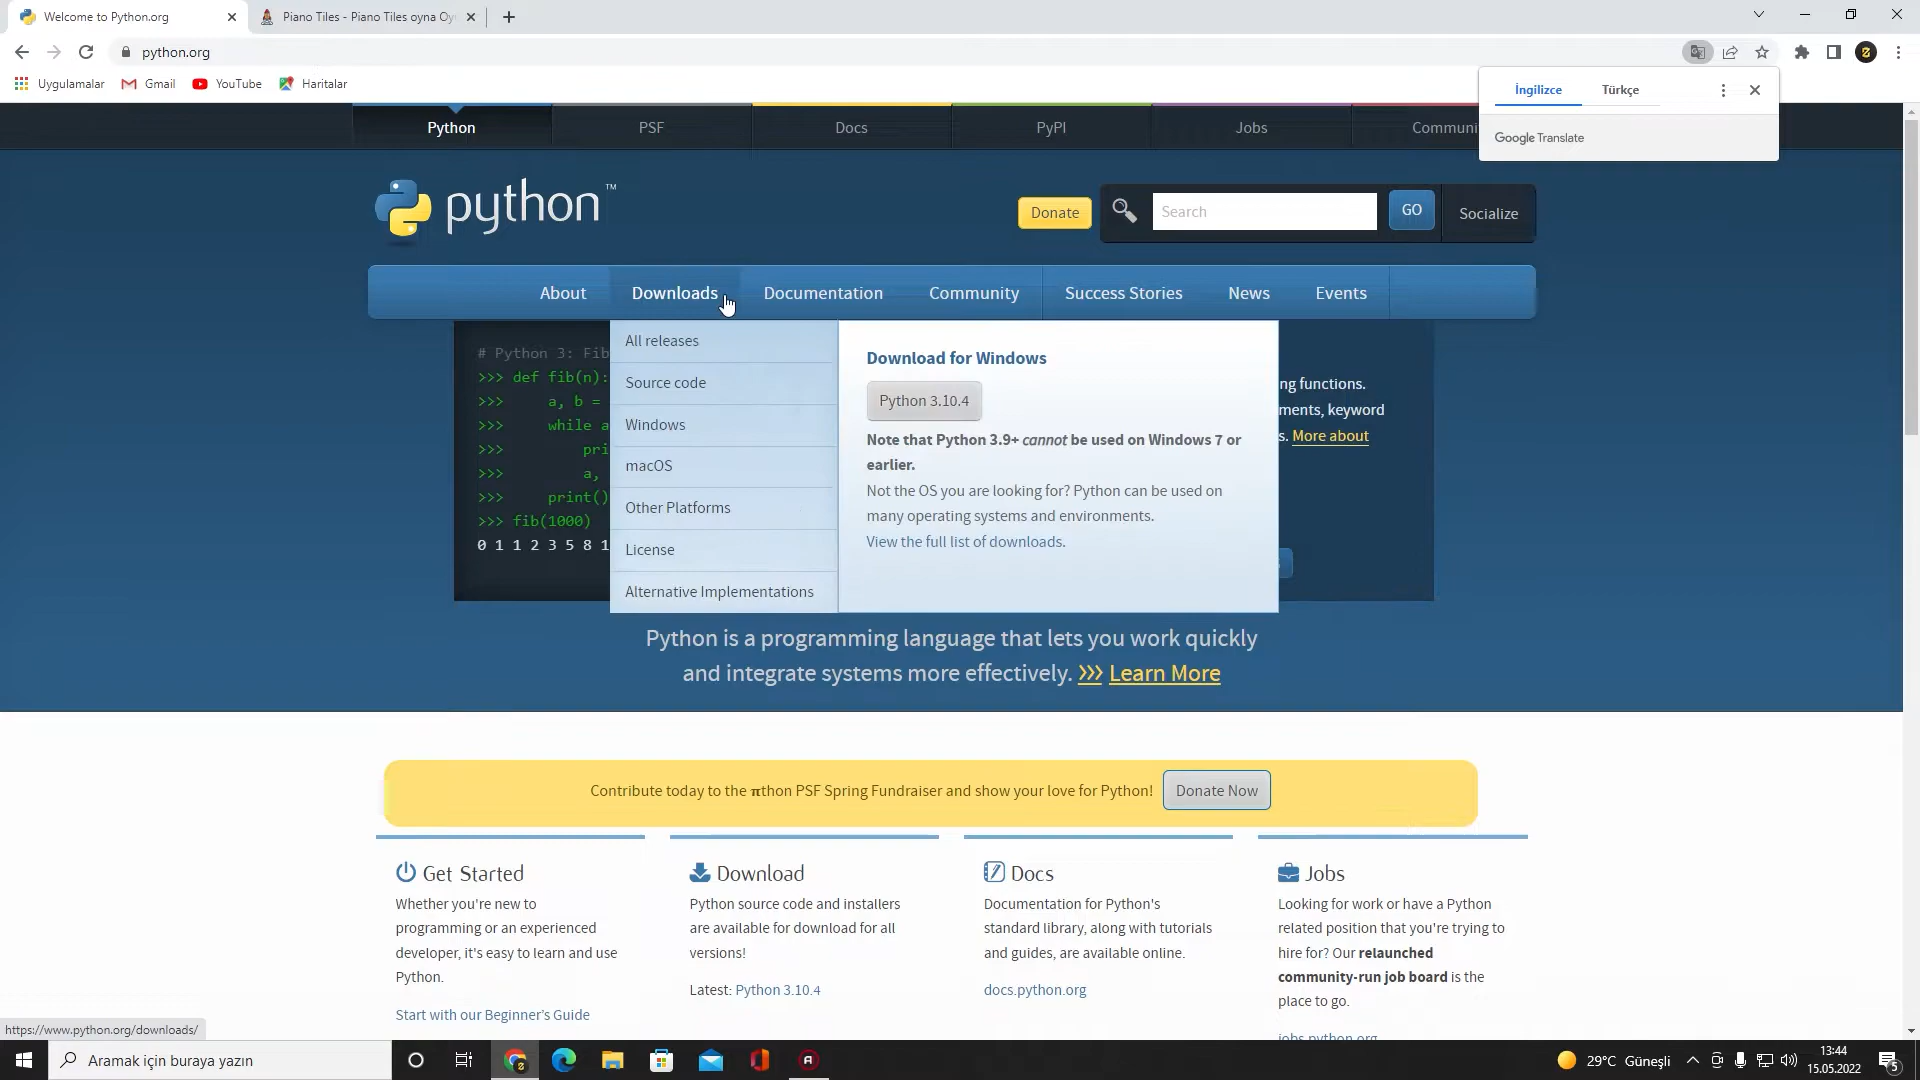 Welcome to Python.org
Piano Tiles - Piano Tiles oyna Oy
python.org
Uygulamalar
Gmail
YouTube
Haritalar
İngilizce
Türkçe
Google Translate
Python
PSF
Docs
PyPI
Jobs
Communi
python™
Donate
Search
GO
Socialize
About
Downloads
Documentation
Community
Success Stories
News
Events
# Python 3: Fib
>>> def fib(n):
>>> a, b =
>>> while a
>>> pri
>>> a,
>>> print()
>>> fib(1000)
0 1 1 2 3 5 8 1
All releases
Source code
Windows
macOS
Other Platforms
License
Alternative Implementations
Download for Windows
Python 3.10.4
Note that Python 3.9+ cannot be used on Windows 7 or
earlier.
Not the OS you are looking for? Python can be used on
many operating systems and environments.
View the full list of downloads.
ng functions.
ments, keyword
s. More about
Python is a programming language that lets you work quickly
and integrate systems more effectively. >>> Learn More
Contribute today to the πthon PSF Spring Fundraiser and show your love for Python!
Donate Now
Get Started
Whether you're new to
programming or an experienced
developer, it's easy to learn and use
Python.
Start with our Beginner’s Guide
Download
Python source code and installers
are available for download for all
versions!
Latest: Python 3.10.4
Docs
Documentation for Python's
standard library, along with tutorials
and guides, are available online.
docs.python.org
Jobs
Looking for work or have a Python
related position that you're trying to
hire for? Our relaunched
community-run job board is the
place to go.
jobs.python.org
https://www.python.org/downloads/
Aramak için buraya yazın
29°C Güneşli
13:44
15.05.2022
5